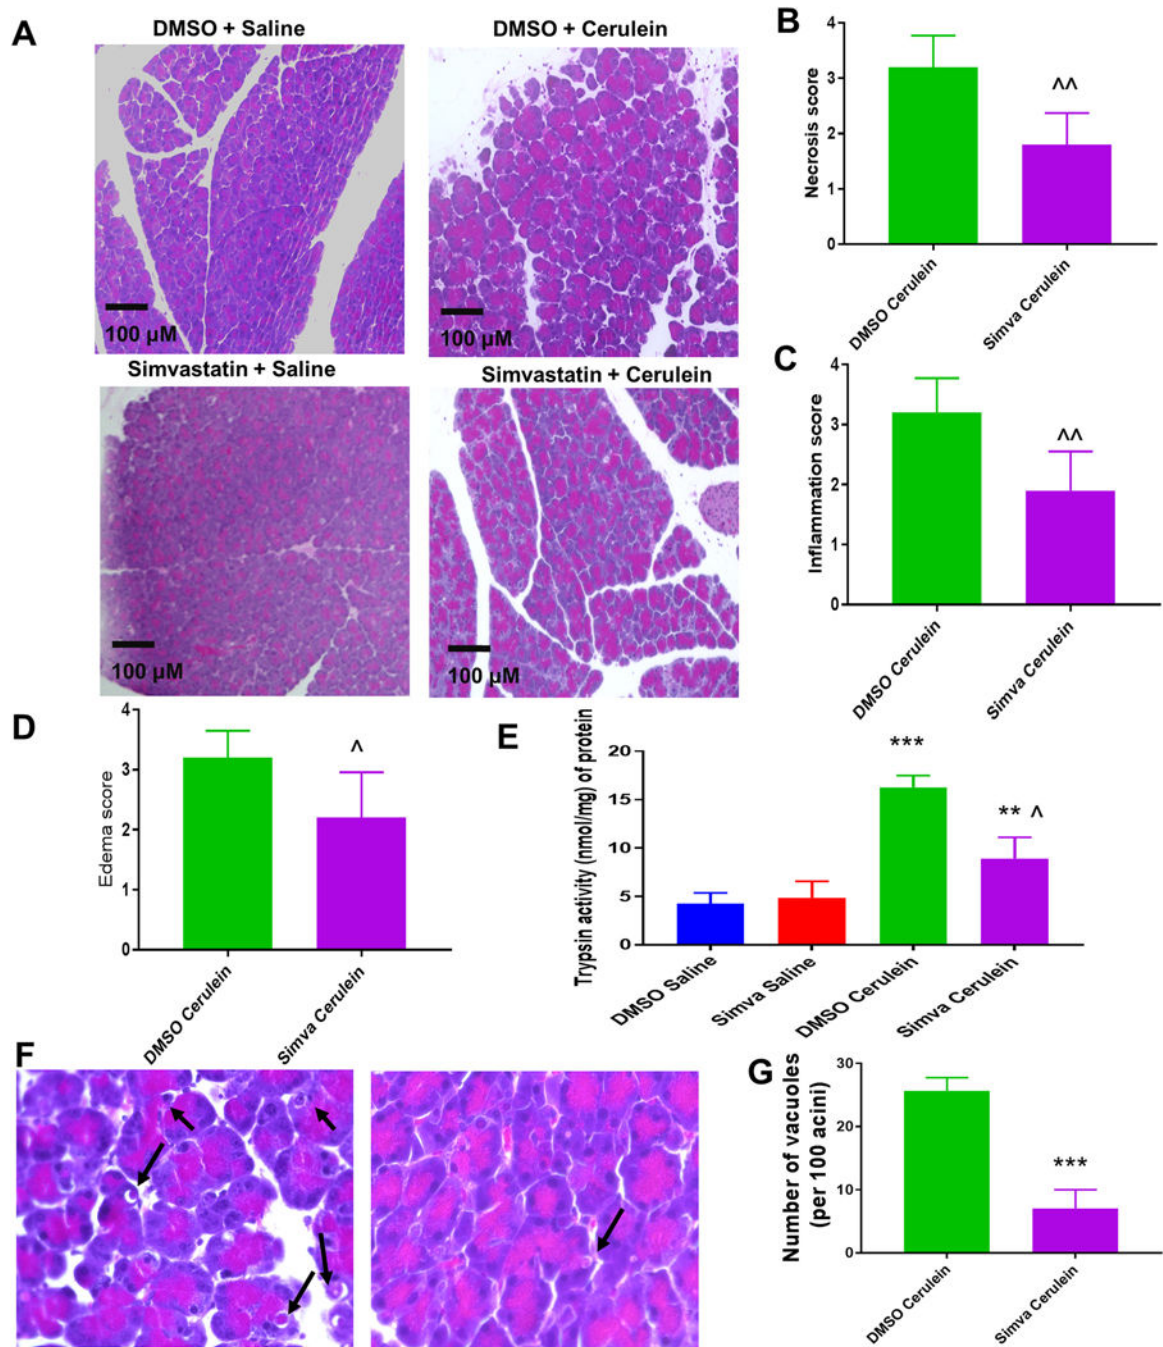 A
DMSO + Saline
DMSO + Cerulein
100 µM
100 µM
Simvastatin + Saline
Simvastatin + Cerulein
100 µM
100 µM
B
Necrosis score
4
3
2
1
0
^^
DMSO Cerulein
Simva Cerulein
C
Inflammation score
4
3
2
1
0
^^
DMSO Cerulein
Simva Cerulein
D
Edema score
4
3
2
1
0
^
DMSO Cerulein
Simva Cerulein
E
Trypsin activity (nmol/mg) of protein
20
15
10
5
0
***
** ^
DMSO Saline
Simva Saline
DMSO Cerulein
Simva Cerulein
F
G
Number of vacuoles
(per 100 acini)
30
20
10
0
***
DMSO Cerulein
Simva Cerulein